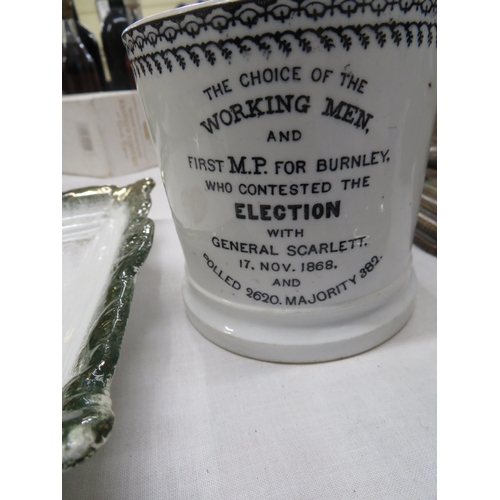 THE CHOICE OF THE
WORKING MEN,
AND
FIRST M.P. FOR BURNLEY,
WHO CONTESTED THE
ELECTION
WITH
GENERAL SCARLETT.
17. NOV. 1868.
AND
POLLED 2620. MAJORITY 382.